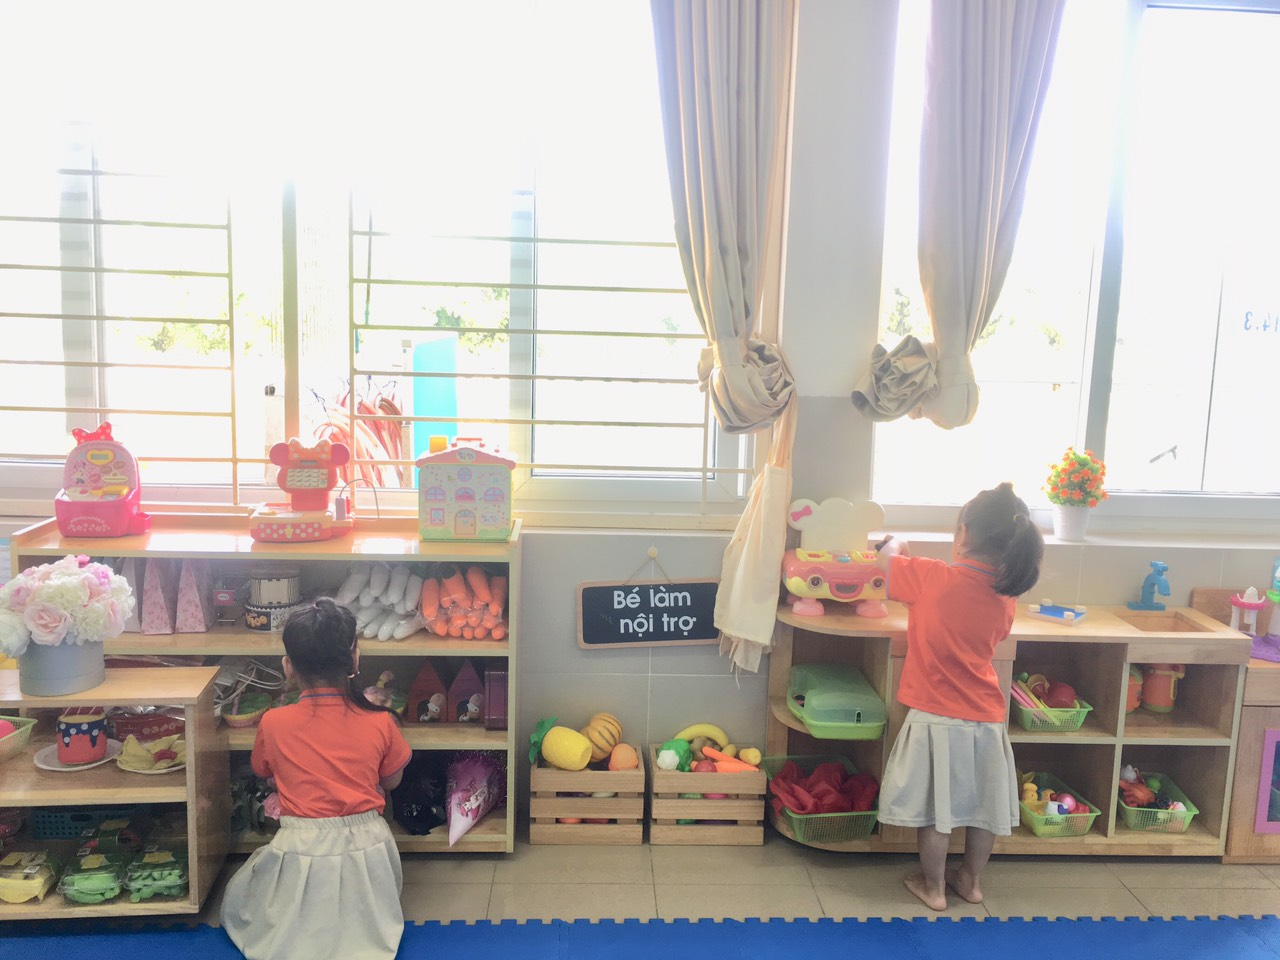 Bé làm
nội trợ